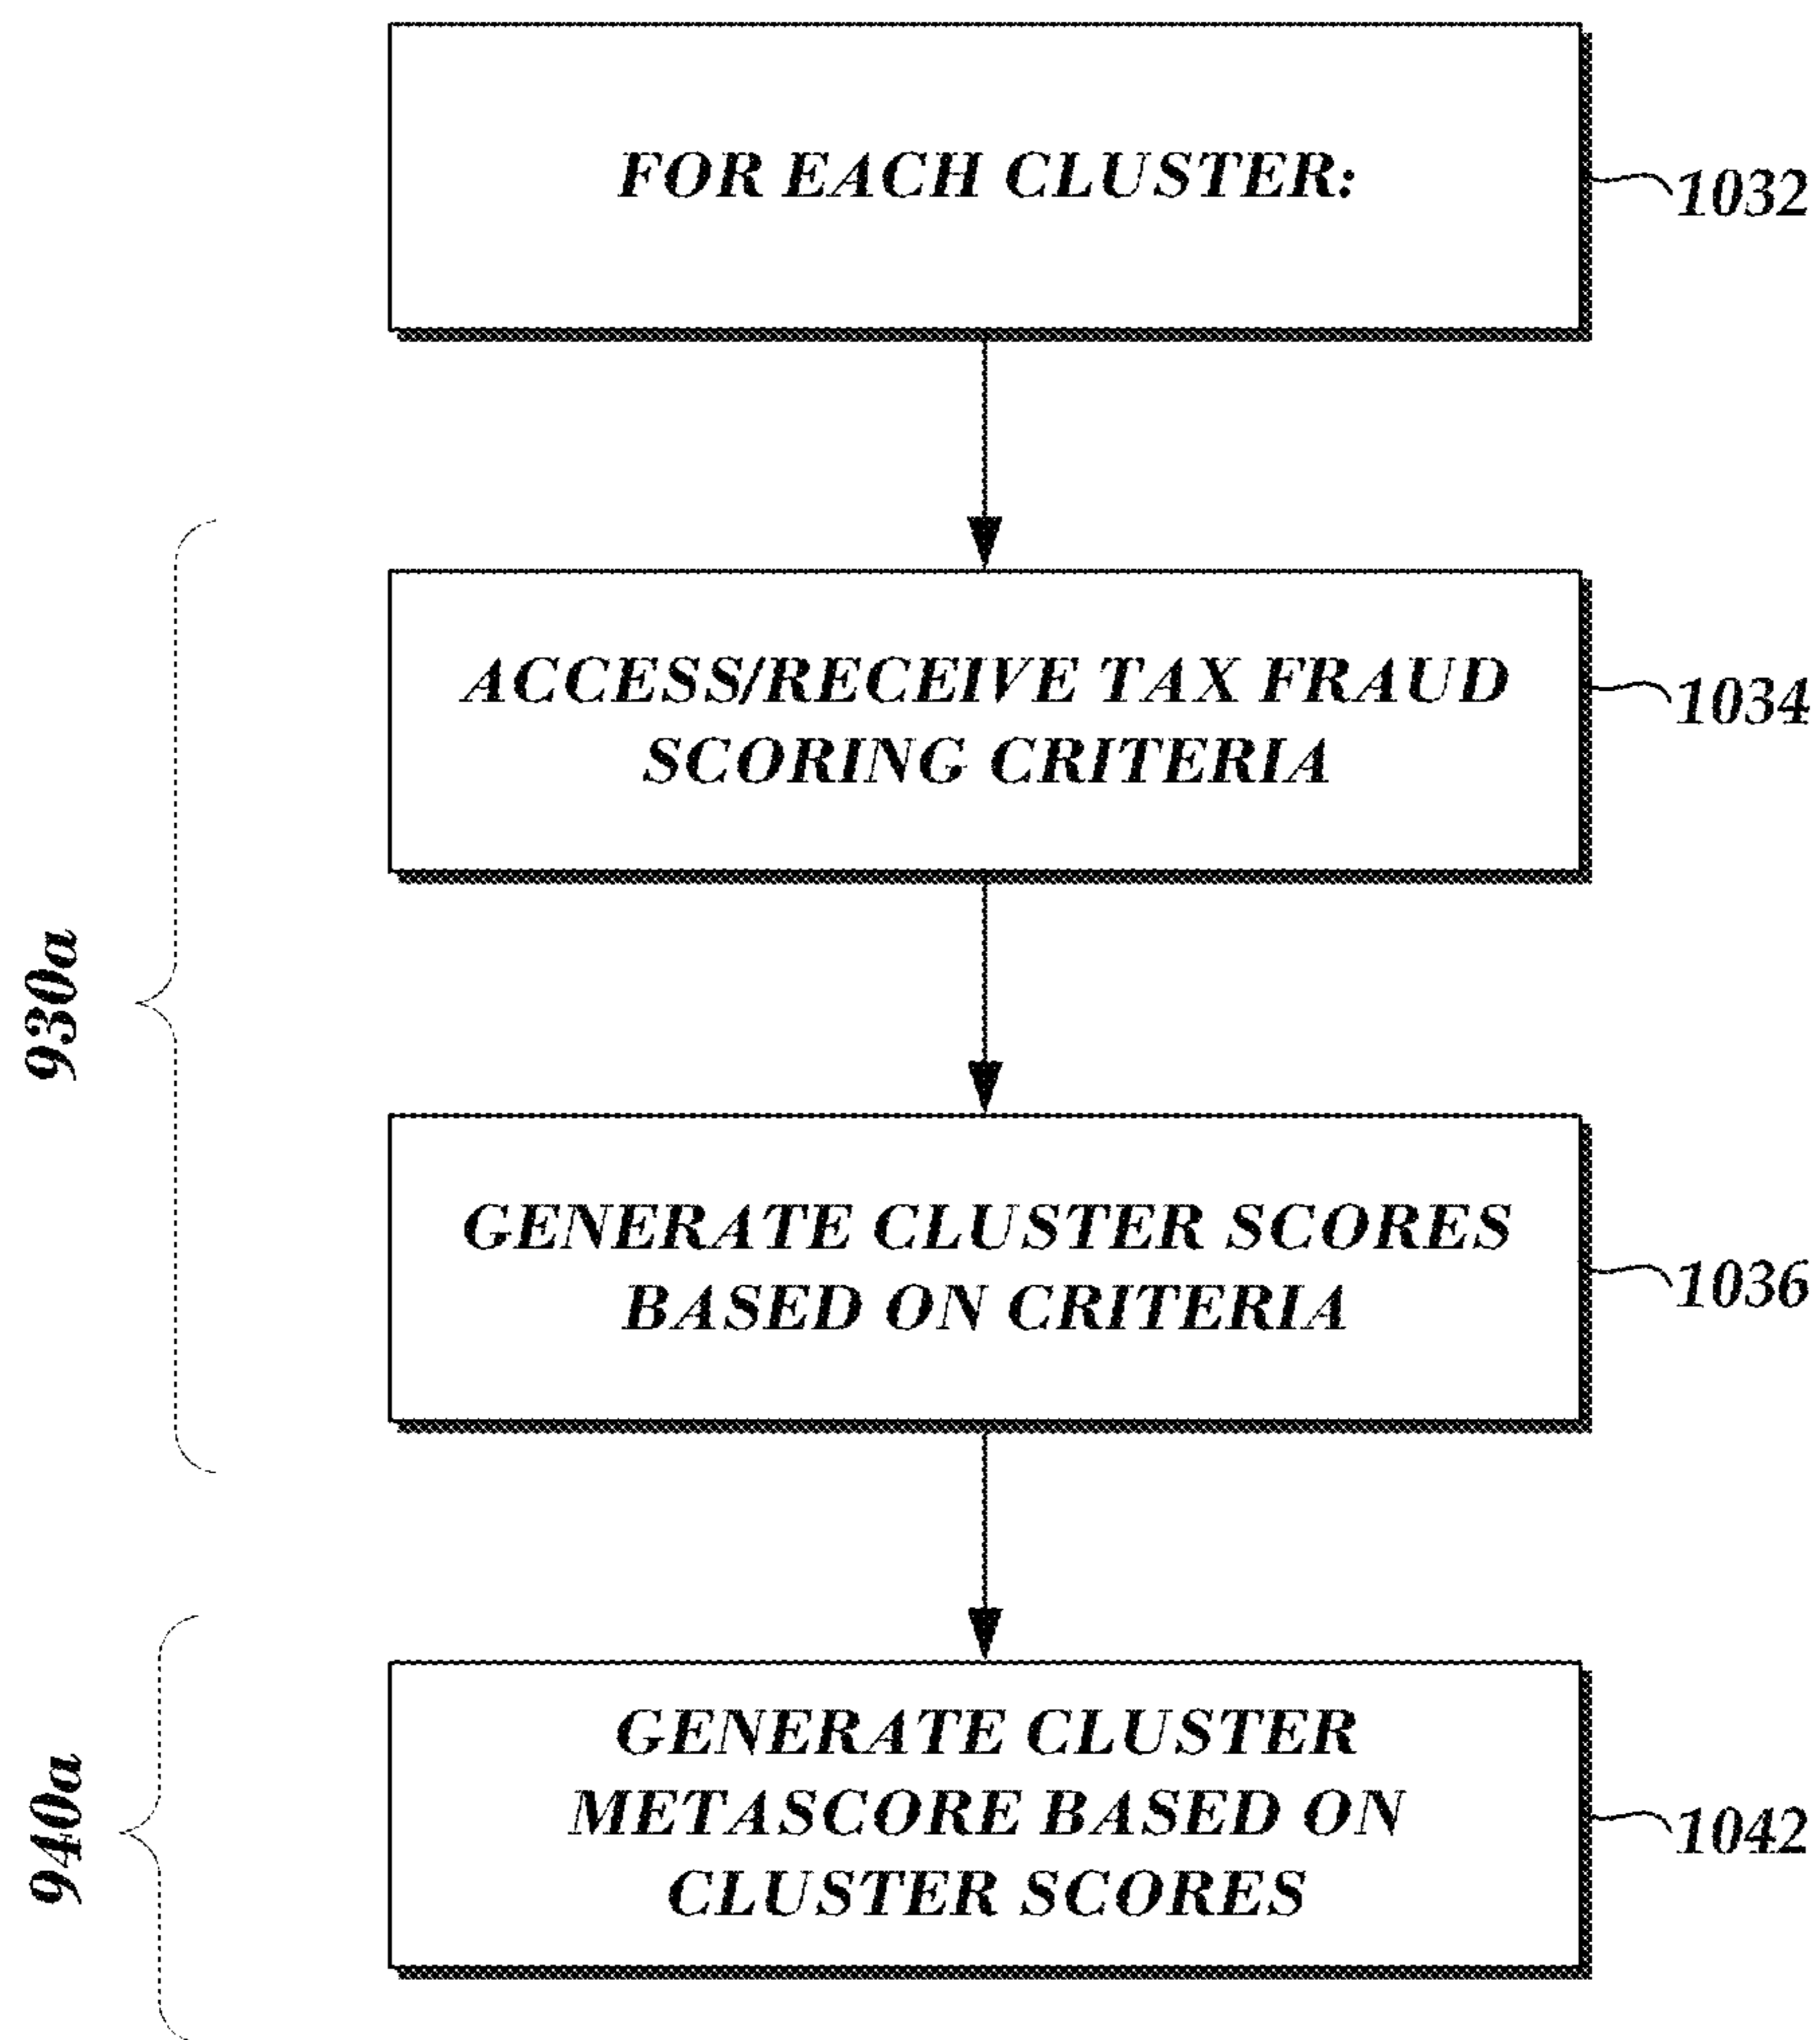 FOR EACH CLUSTER:
1032
ACCESS/RECEIVE TAX FRAUD
SCORING CRITERIA
1034
930a
GENERATE CLUSTER SCORES
BASED ON CRITERIA
1036
GENERATE CLUSTER
METASCORE BASED ON
CLUSTER SCORES
1042
940a